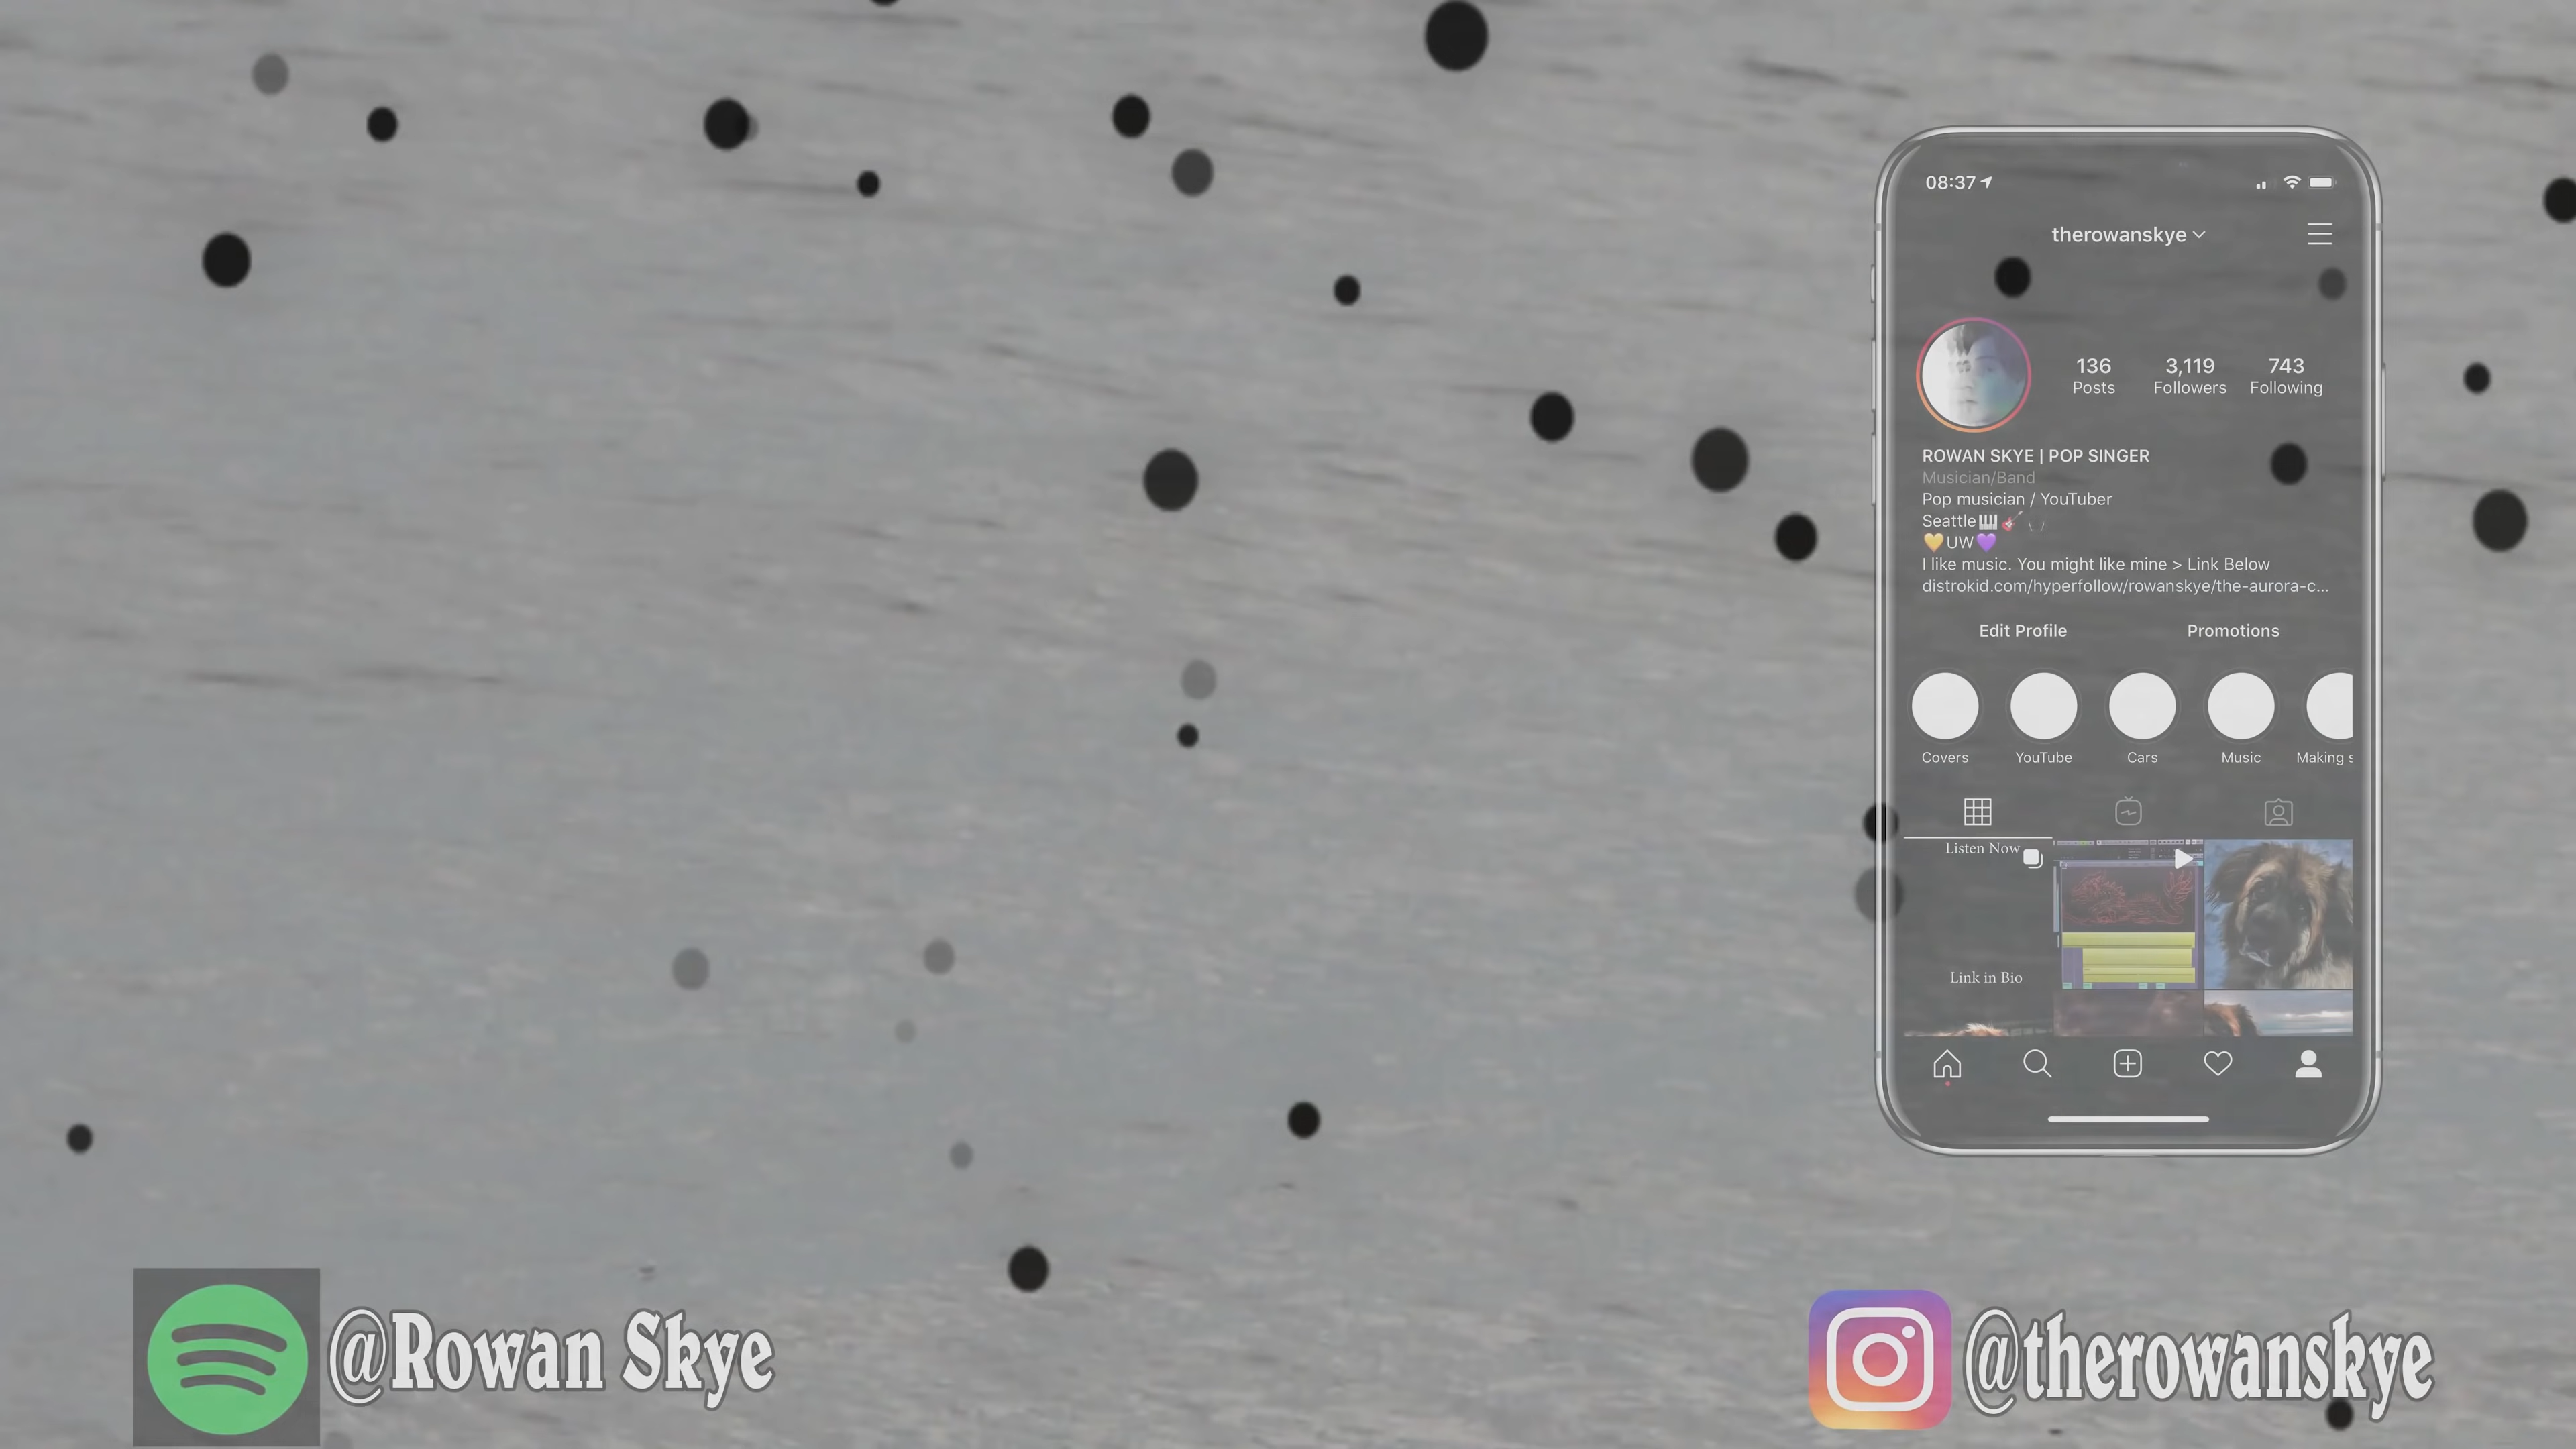 08:37
therowanskye
136
3,119
743
Posts
Followers
Following
ROWAN SKYE | POP SINGER
Musician/Band
Pop musician / YouTuber
Seattle🎹🎸
💛UW💜
I like music. You might like mine > Link Below
distrokid.com/hyperfollow/rowanskye/the-aurora-c...
Edit Profile
Promotions
Covers
YouTube
Cars
Music
Making s
Listen Now
Link in Bio
@Rowan Skye
@therowanskye